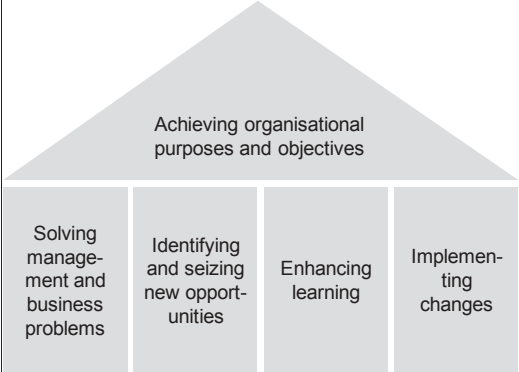 Achieving organisational
purposes and objectives
Solving
manage-
ment and
business
problems
Identifying
and seizing
new opport-
unities
Enhancing
learning
Implemen-
ting
changes